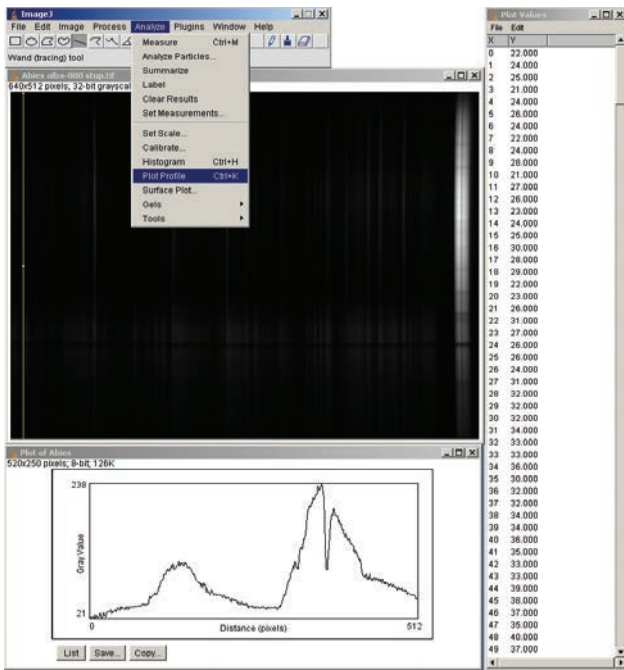 ImageJ
File Edit Image Process Analyze Plugins Window Help
Wand (tracing) tool
Measure Ctrl+M
Analyze Particles...
Summarize
Label
Clear Results
Set Measurements...
Set Scale...
Calibrate...
Histogram Ctrl+H
Plot Profile Ctrl+K
Surface Plot...
Gels
Tools
Abies alba-000 stup.tif
640x512 pixels; 32-bit grayscal
Plot of Abies
520x250 pixels; 8-bit; 126K
238
Gray Value
21
0
Distance (pixels)
512
List Save... Copy...
Plot Values
File Edit
X Y
0 22.000
1 24.000
2 25.000
3 21.000
4 24.000
5 26.000
6 24.000
7 22.000
8 24.000
9 28.000
10 21.000
11 27.000
12 26.000
13 23.000
14 24.000
15 25.000
16 30.000
17 28.000
18 29.000
19 22.000
20 23.000
21 26.000
22 31.000
23 27.000
24 26.000
25 26.000
26 24.000
27 31.000
28 32.000
29 32.000
30 32.000
31 34.000
32 33.000
33 33.000
34 36.000
35 30.000
36 32.000
37 32.000
38 34.000
39 34.000
40 36.000
41 35.000
42 33.000
43 33.000
44 39.000
45 38.000
46 37.000
47 35.000
48 40.000
49 37.000